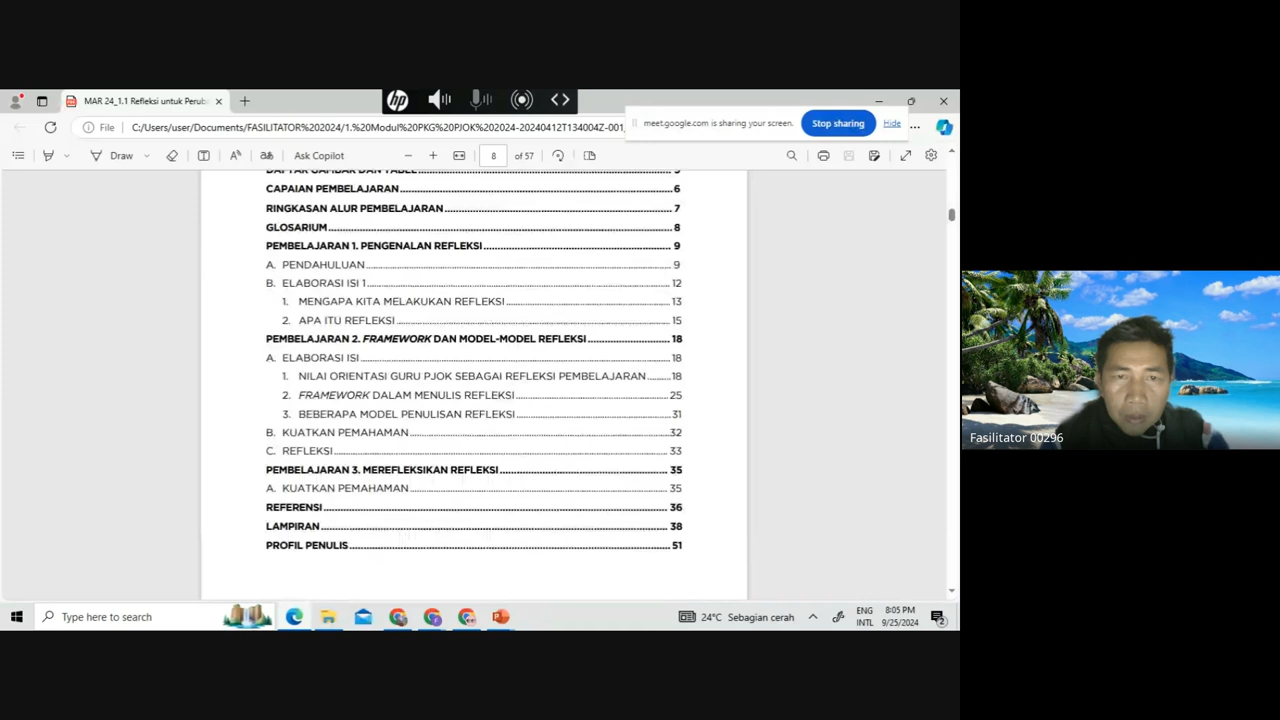 MAR 24_1.1 Refleksi untuk Perub
meet.google.com is sharing your screen. Stop sharing Hide
File C:/Users/user/Documents/FASILITATOR%202024/1.%20Modul%20PKG%20PJOK%202024-20240412T134004Z-001
Draw Ask Copilot 8 of 57
DAFTAR GAMBAR DAN TABEL 5
CAPAIAN PEMBELAJARAN 6
RINGKASAN ALUR PEMBELAJARAN 7
GLOSARIUM 8
PEMBELAJARAN 1. PENGENALAN REFLEKSI 9
A. PENDAHULUAN 9
B. ELABORASI ISI 1 12
1. MENGAPA KITA MELAKUKAN REFLEKSI 13
2. APA ITU REFLEKSI 15
PEMBELAJARAN 2. FRAMEWORK DAN MODEL-MODEL REFLEKSI 18
A. ELABORASI ISI 18
1. NILAI ORIENTASI GURU PJOK SEBAGAI REFLEKSI PEMBELAJARAN 18
2. FRAMEWORK DALAM MENULIS REFLEKSI 25
3. BEBERAPA MODEL PENULISAN REFLEKSI 31
B. KUATKAN PEMAHAMAN 32
C. REFLEKSI 33
PEMBELAJARAN 3. MEREFLEKSIKAN REFLEKSI 35
A. KUATKAN PEMAHAMAN 35
REFERENSI 36
LAMPIRAN 38
PROFIL PENULIS 51
Fasilitator 00296
Type here to search
24°C Sebagian cerah
ENG
INTL
8:05 PM
9/25/2024
2